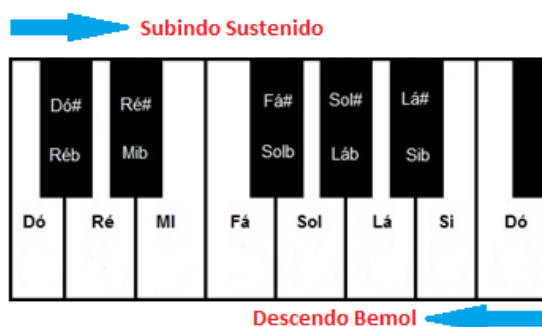 Subindo Sustenido
Dó# Ré# Fá# Sol# Lá#
Réb Mib Solb Láb Sib
Dó Ré MI Fá Sol Lá Si Dó
Descendo Bemol